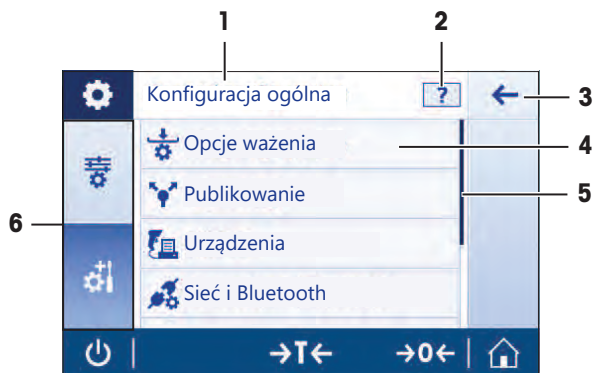 1
2
Konfiguracja ogólna
?
3
Opcje ważenia
4
Publikowanie
5
6
Urządzenia
Sieć i Bluetooth
→T←
→0←